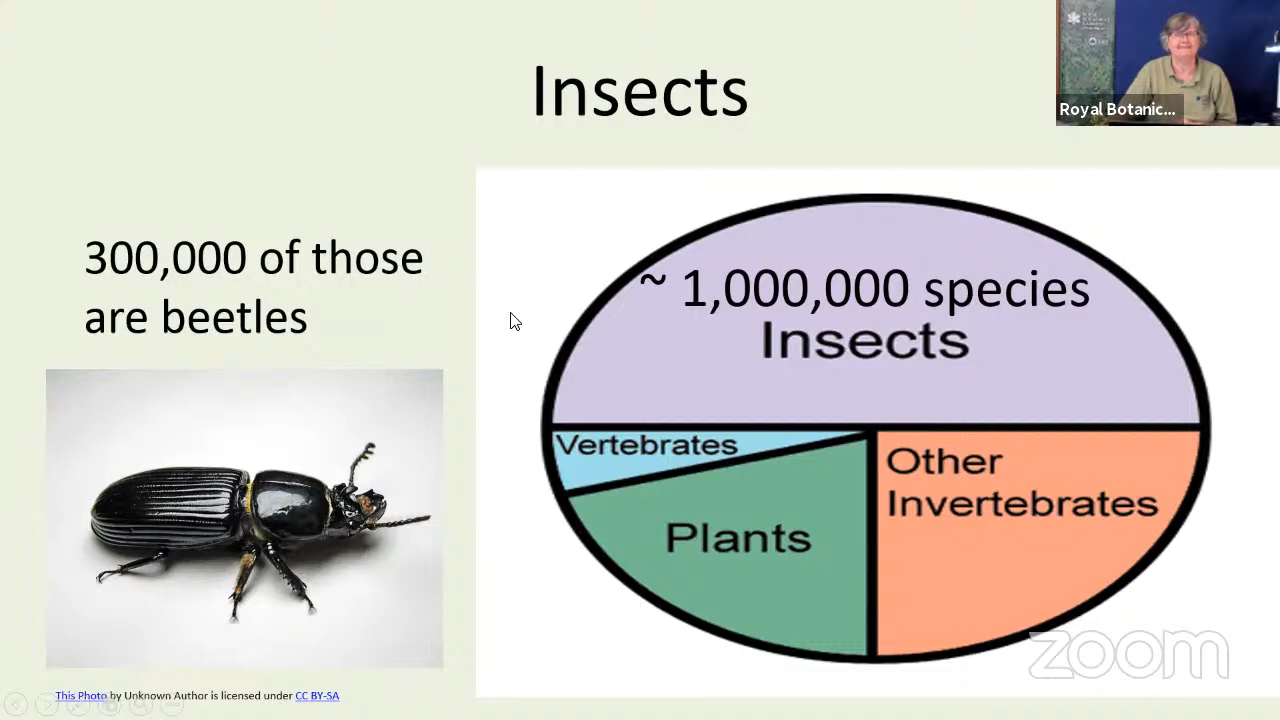 Insects
Royal Botanic...
300,000 of those
are beetles
~ 1,000,000 species
Insects
Vertebrates
Other
Invertebrates
Plants
zoom
This Photo by Unknown Author is licensed under CC BY-SA